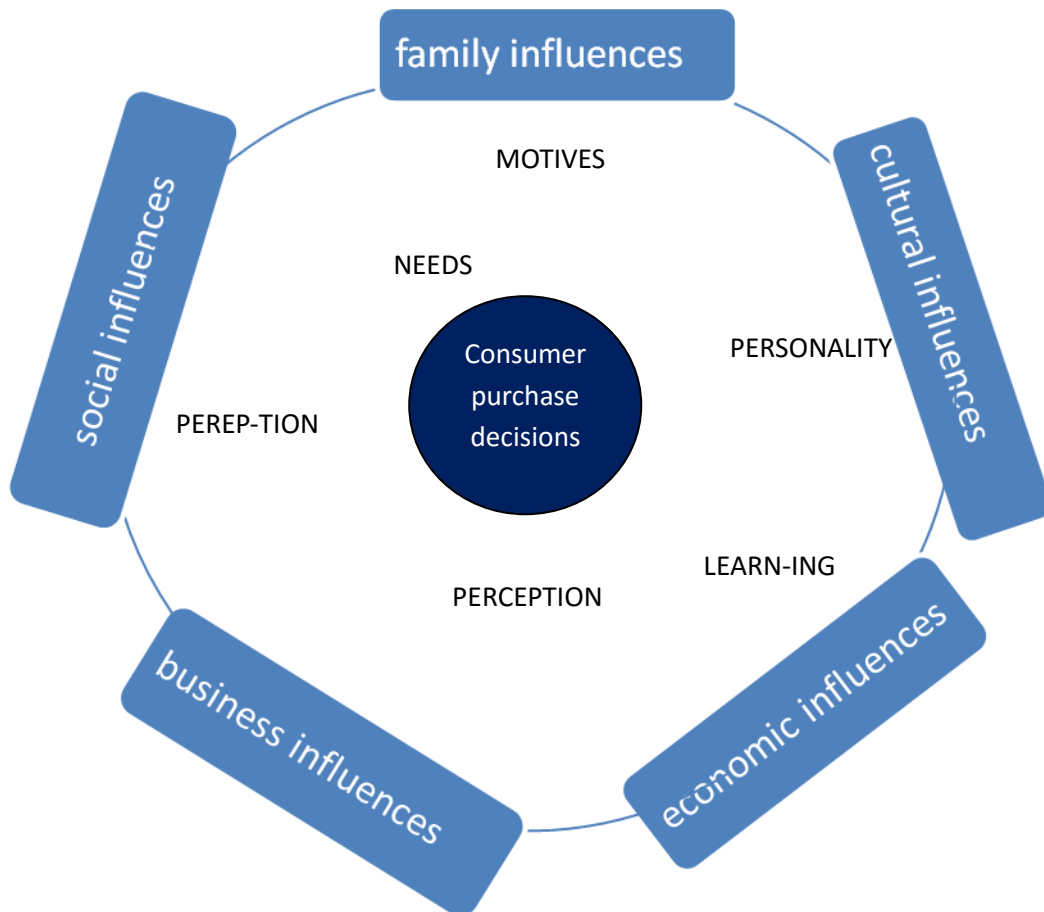 family influences
MOTIVES
cultural influences
social influences
NEEDS
Consumer
purchase
decisions
PERSONALITY
PEREP-TION
LEARN-ING
PERCEPTION
business influences
economic influences